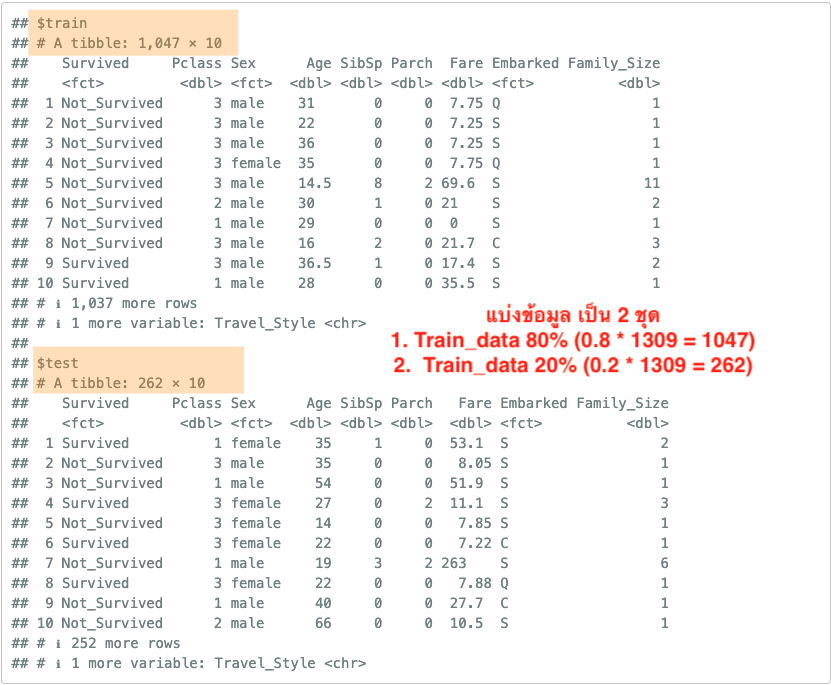 ## $train
## # A tibble: 1,047 × 10
##    Survived     Pclass Sex      Age SibSp Parch  Fare Embarked Family_Size
##    <fct>         <dbl> <fct>  <dbl> <dbl> <dbl> <dbl> <fct>          <dbl>
##  1 Not_Survived      3 male    31       0     0  7.75 Q                  1
##  2 Not_Survived      3 male    22       0     0  7.25 S                  1
##  3 Not_Survived      3 male    36       0     0  7.25 S                  1
##  4 Not_Survived      3 female  35       0     0  7.75 Q                  1
##  5 Not_Survived      3 male    14.5     8     2 69.6  S                 11
##  6 Not_Survived      2 male    30       1     0 21    S                  2
##  7 Not_Survived      1 male    29       0     0  0    S                  1
##  8 Not_Survived      3 male    16       2     0 21.7  C                  3
##  9 Survived          3 male    36.5     1     0 17.4  S                  2
## 10 Survived          1 male    28       0     0 35.5  S                  1
## # ℹ 1,037 more rows
## # ℹ 1 more variable: Travel_Style <chr>
แบ่งข้อมูล เป็น 2 ชุด
1. Train_data 80% (0.8 * 1309 = 1047)
2. Train_data 20% (0.2 * 1309 = 262)
##
## $test
## # A tibble: 262 × 10
##    Survived     Pclass Sex      Age SibSp Parch   Fare Embarked Family_Size
##    <fct>         <dbl> <fct>  <dbl> <dbl> <dbl>  <dbl> <fct>          <dbl>
##  1 Survived          1 female    35     1     0  53.1  S                  2
##  2 Not_Survived      3 male      35     0     0   8.05 S                  1
##  3 Not_Survived      1 male      54     0     0  51.9  S                  1
##  4 Survived          3 female    27     0     2  11.1  S                  3
##  5 Not_Survived      3 female    14     0     0   7.85 S                  1
##  6 Survived          3 female    22     0     0   7.22 C                  1
##  7 Not_Survived      1 male      19     3     2 263    S                  6
##  8 Survived          3 female    22     0     0   7.88 Q                  1
##  9 Not_Survived      1 male      40     0     0  27.7  C                  1
## 10 Not_Survived      2 male      66     0     0  10.5  S                  1
## # ℹ 252 more rows
## # ℹ 1 more variable: Travel_Style <chr>